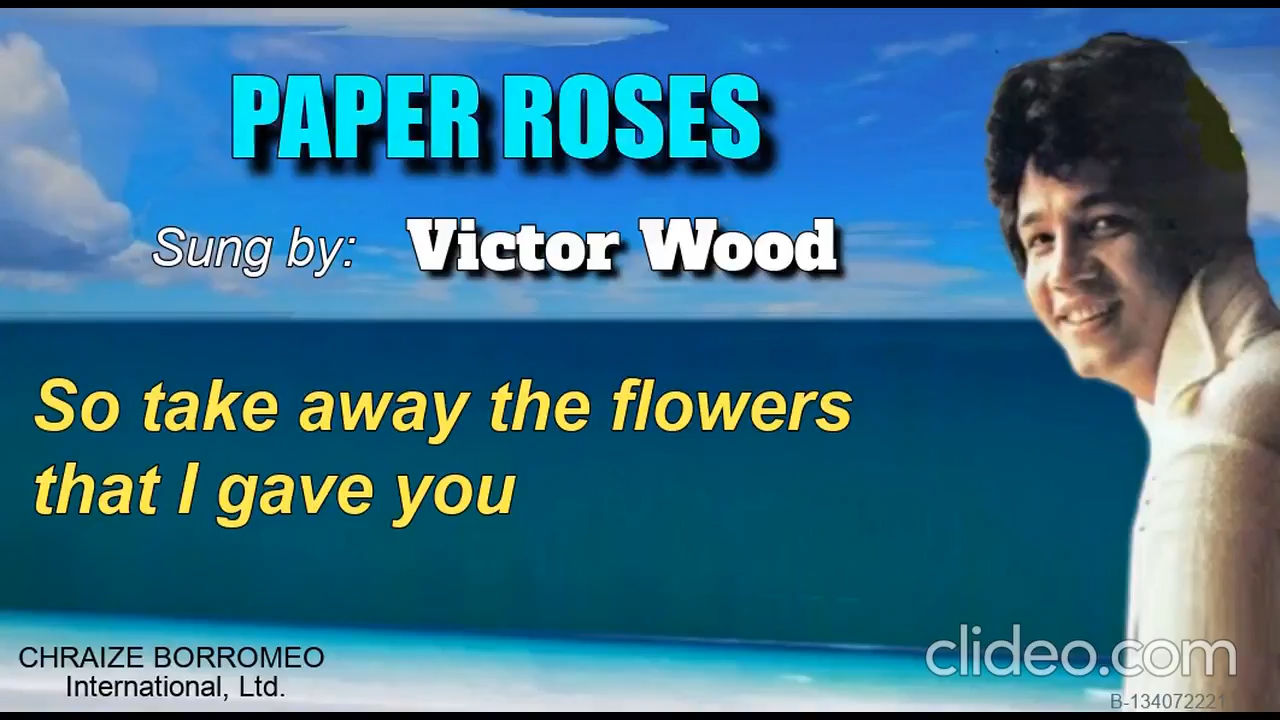 PAPER ROSES
Sung by: Victor Wood
So take away the flowers
that I gave you
CHRAIZE BORROMEO
International, Ltd.
clideo.com
B-134072221